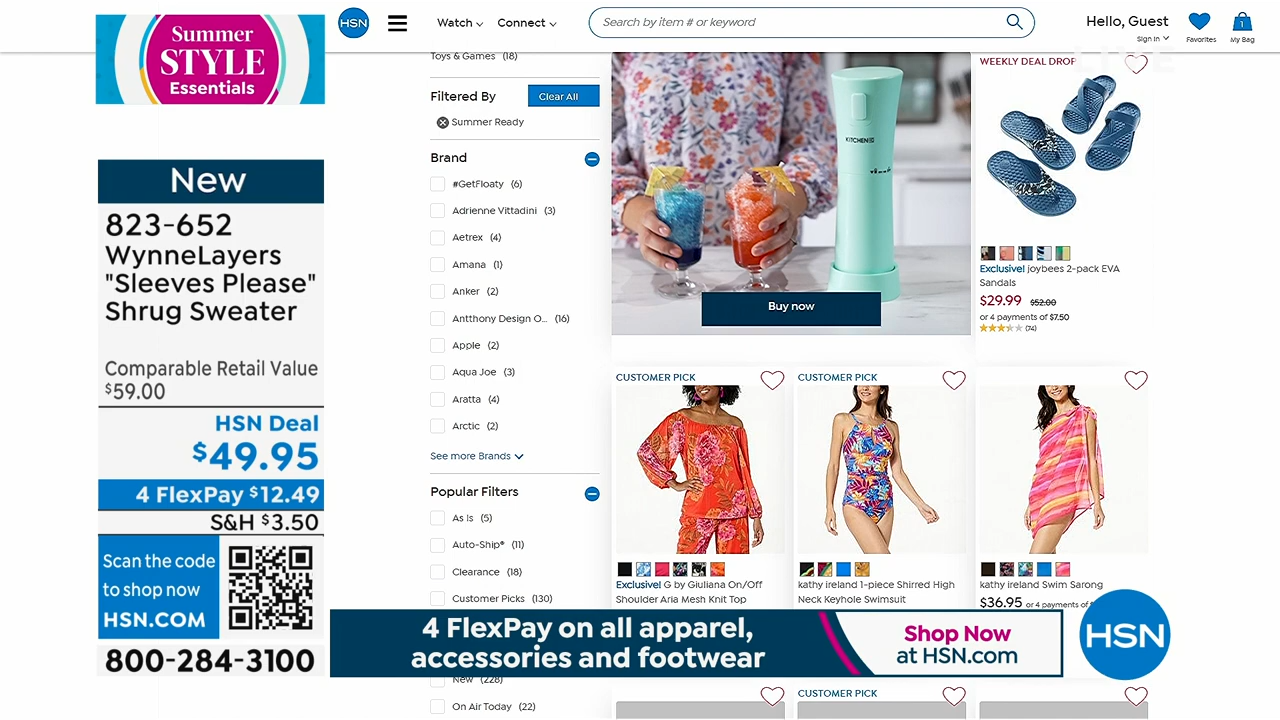 Summer
STYLE
Essentials
New
823-652
WynneLayers
"Sleeves Please"
Shrug Sweater
Comparable Retail Value
$59.00
HSN Deal
$49.95
4 FlexPay $12.49
S&H $3.50
Scan the code
to shop now
HSN.COM
800-284-3100
HSN
Watch
Connect
Search by item # or keyword
Hello, Guest
Sign In
Favorites
1
My Bag
LIVE
Toys & Games (18)
Filtered By
Clear All
Summer Ready
Brand
#GetFloaty (6)
Adrienne Vittadini (3)
Aetrex (4)
Amana (1)
Anker (2)
Antthony Design O... (16)
Apple (2)
Aqua Joe (3)
Aratta (4)
Arctic (2)
See more Brands
Popular Filters
As Is (5)
Auto-Ship® (11)
Clearance (18)
Customer Picks (130)
New (228)
On Air Today (22)
Buy now
WEEKLY DEAL DROP
Exclusive! joybees 2-pack EVA
Sandals
$29.99 $52.00
or 4 payments of $7.50
(74)
CUSTOMER PICK
Exclusive! G by Giuliana On/Off
Shoulder Aria Mesh Knit Top
CUSTOMER PICK
kathy ireland 1-piece Shirred High
Neck Keyhole Swimsuit
kathy ireland Swim Sarong
$36.95 or 4 payments of
CUSTOMER PICK
4 FlexPay on all apparel,
accessories and footwear
Shop Now
at HSN.com
HSN